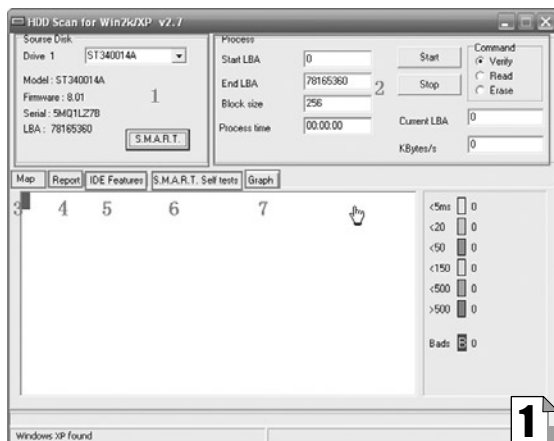 HDD Scan for Win2k/XP v2.7
Sourse Disk
Drive 1 ST340014A
Model : ST340014A
Firmware : 8.01
Serial : 5MQ1LZ7B
LBA : 78165360
1
S.M.A.R.T.
Process
Start LBA 0
End LBA 78165360
Block size 256
Process time 00:00:00
2
Start
Stop
Command
Verify
Read
Erase
Current LBA 0
KBytes/s 0
Map Report IDE Features S.M.A.R.T. Self tests Graph
3 4 5 6 7
<5ms 0
<20 0
<50 0
<150 0
<500 0
>500 0
Bads B 0
Windows XP found
1